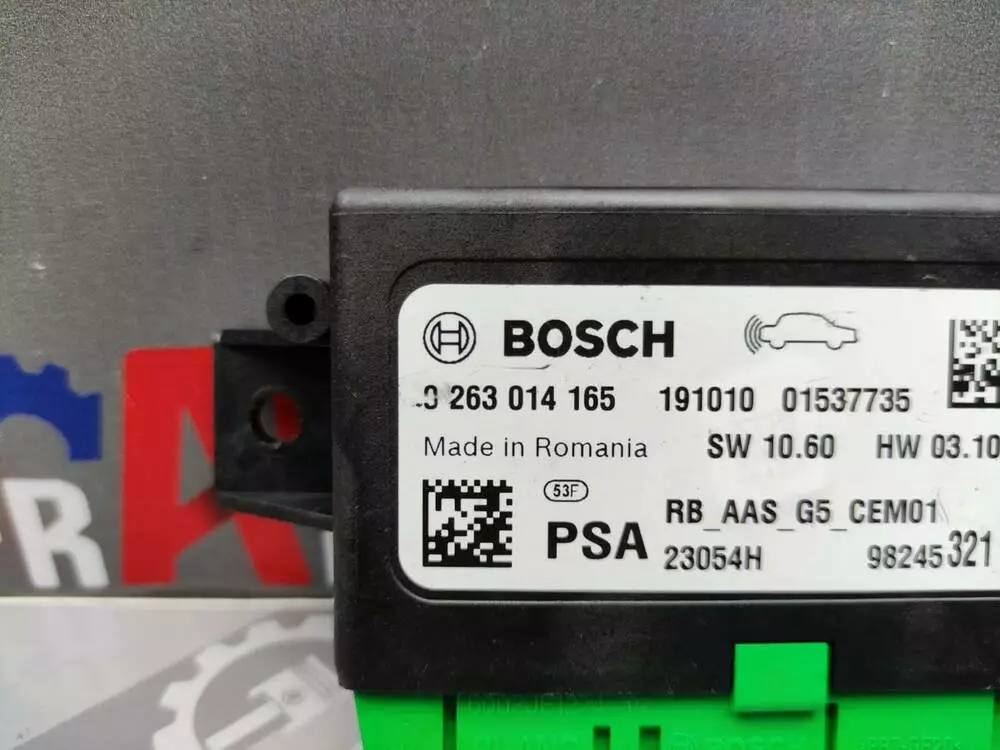 BOSCH
0 263 014 165 191010 01537735
Made in Romania SW 10.60 HW 03.10
53F
PSA RB_AAS_G5_CEM01
23054H 98245321